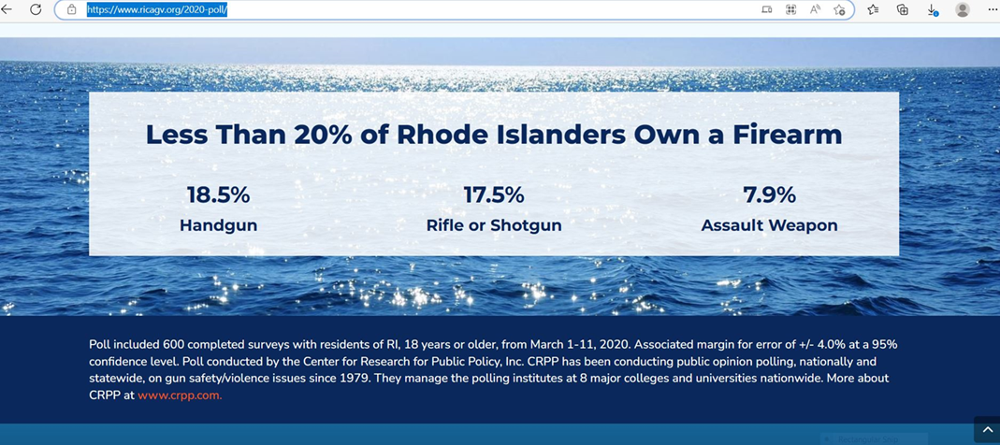 https://www.ricagv.org/2020-poll/
Less Than 20% of Rhode Islanders Own a Firearm
18.5%
Handgun
17.5%
Rifle or Shotgun
7.9%
Assault Weapon
Poll included 600 completed surveys with residents of RI, 18 years or older, from March 1-11, 2020. Associated margin for error of +/- 4.0% at a 95%
confidence level. Poll conducted by the Center for Research for Public Policy, Inc. CRPP has been conducting public opinion polling, nationally and
statewide, on gun safety/violence issues since 1979. They manage the polling institutes at 8 major colleges and universities nationwide. More about
CRPP at www.crpp.com.
Rectangular Snip